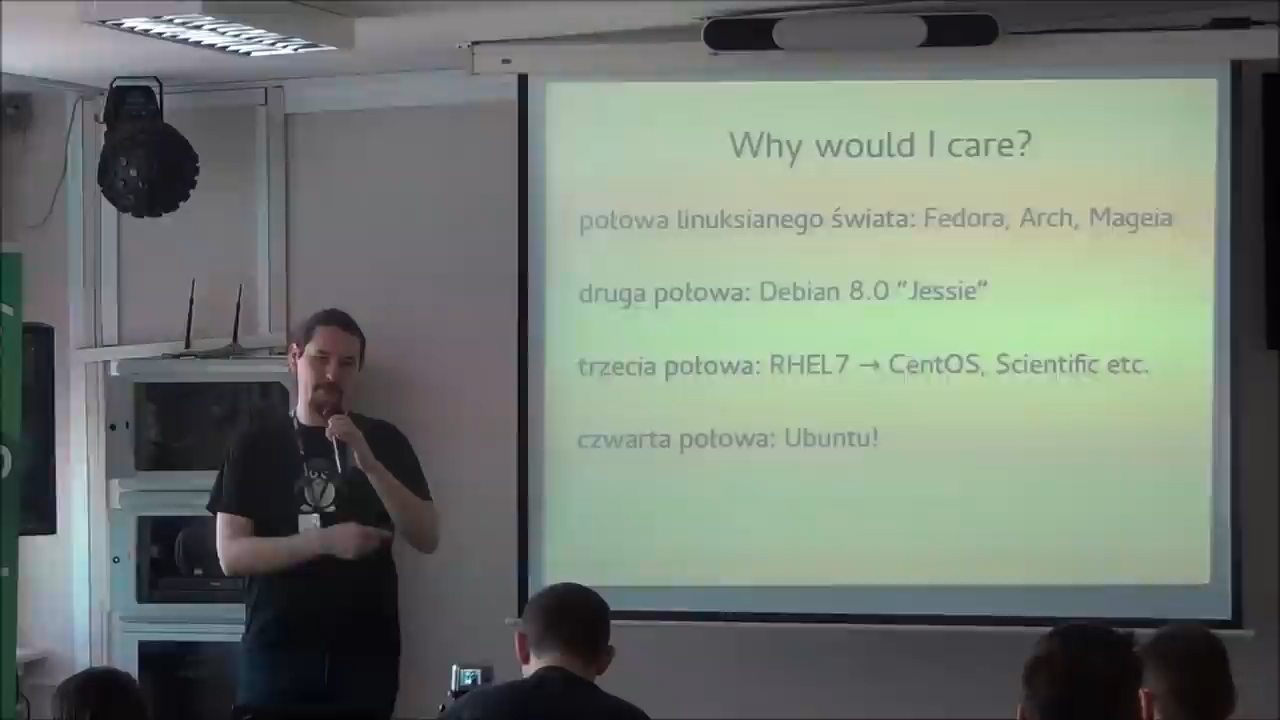 Why would I care?
połowa linuksianego świata: Fedora, Arch, Mageia
druga połowa: Debian 8.0 "Jessie"
trzecia połowa: RHEL7 → CentOS, Scientific etc.
czwarta połowa: Ubuntu!